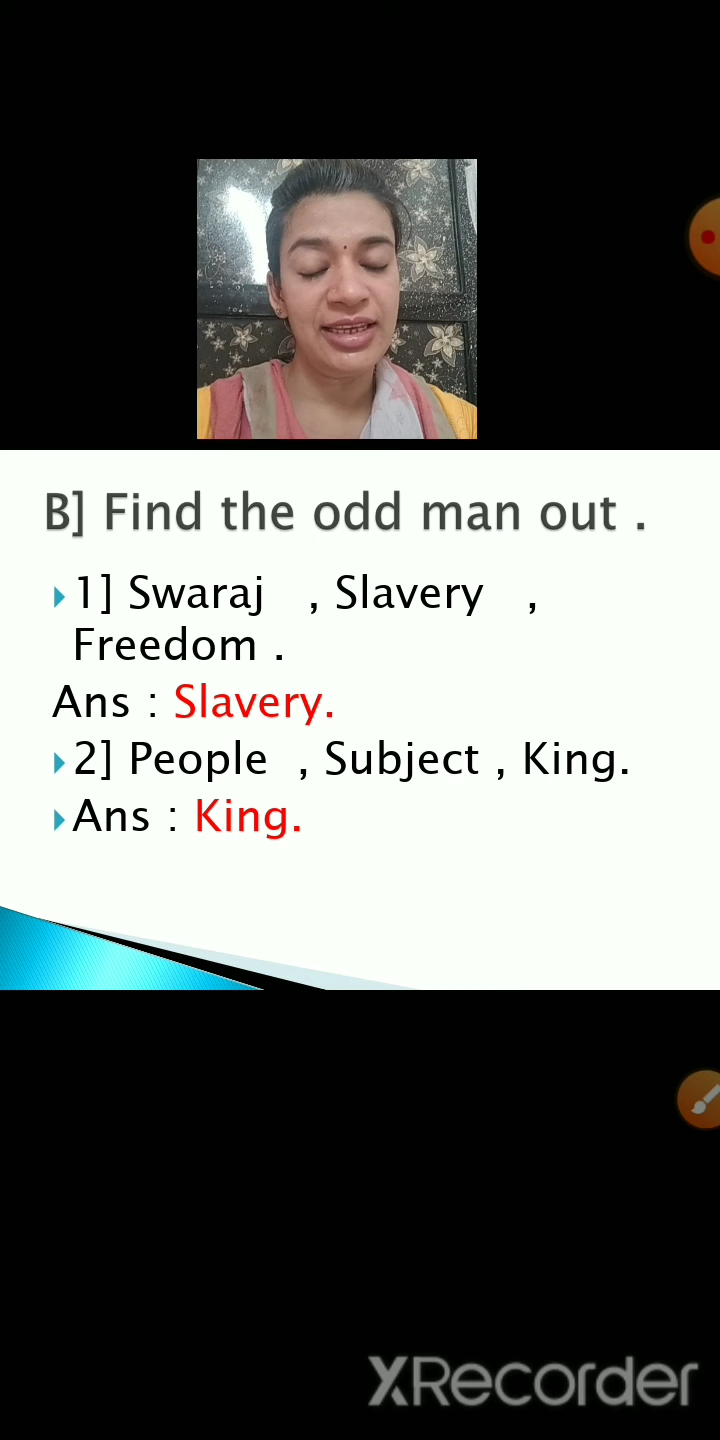 B] Find the odd man out .
1] Swaraj , Slavery ,
Freedom .
Ans : Slavery.
2] People , Subject , King.
Ans : King.
XRecorder